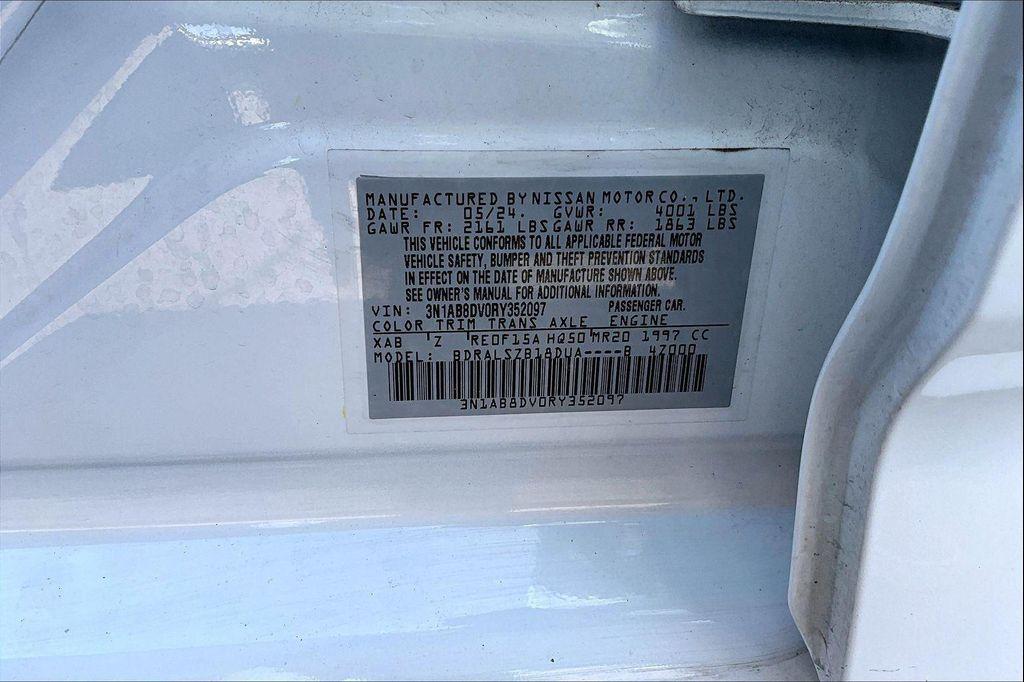 MANUFACTURED BY NISSAN MOTOR CO., LTD.
DATE: 05/24. GVWR: 4001 LBS
GAWR FR: 2161 LBS GAWR RR: 1863 LBS
THIS VEHICLE CONFORMS TO ALL APPLICABLE FEDERAL MOTOR
VEHICLE SAFETY, BUMPER AND THEFT PREVENTION STANDARDS
IN EFFECT ON THE DATE OF MANUFACTURE SHOWN ABOVE.
SEE OWNER'S MANUAL FOR ADDITIONAL INFORMATION.
VIN: 3N1AB8DV0RY352097 PASSENGER CAR.
COLOR TRIM TRANS AXLE ENGINE
XAB Z RE0F15A HQ50 MR20 1997 CC
MODEL: BDRALSZB18DUA----B 47000
3N1AB8DV0RY352097